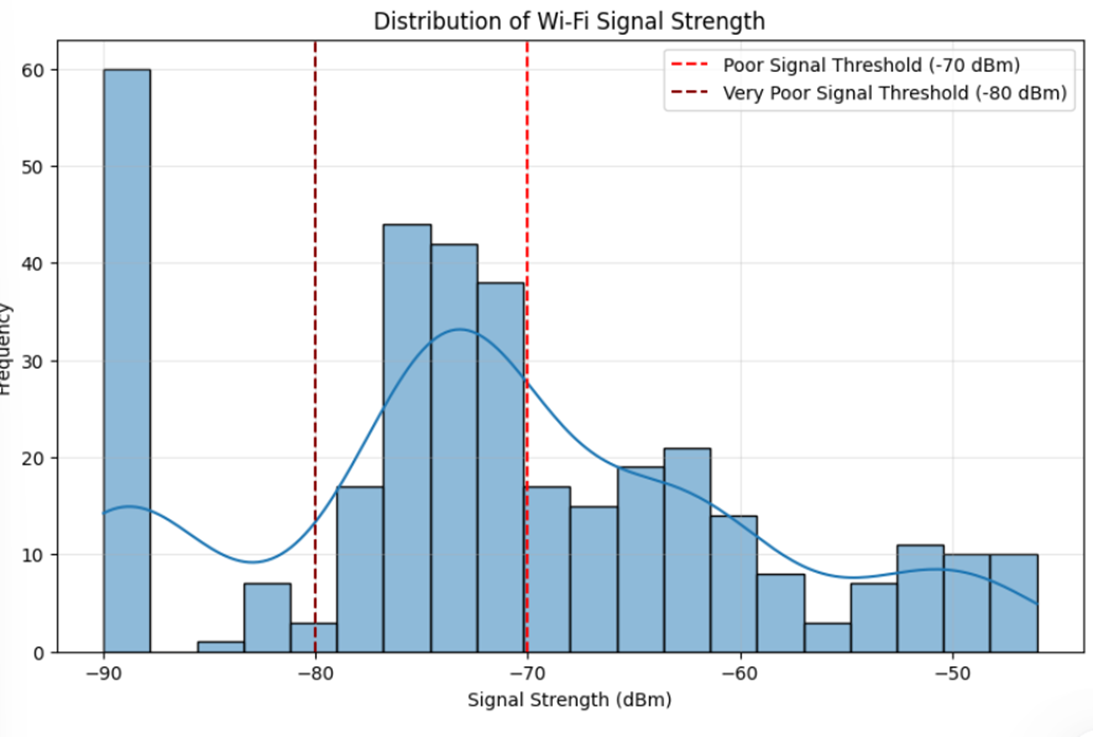 Distribution of Wi-Fi Signal Strength
Poor Signal Threshold (-70 dBm)
Very Poor Signal Threshold (-80 dBm)
Frequency
60
50
40
30
20
10
0
−90
−80
−70
−60
−50
Signal Strength (dBm)